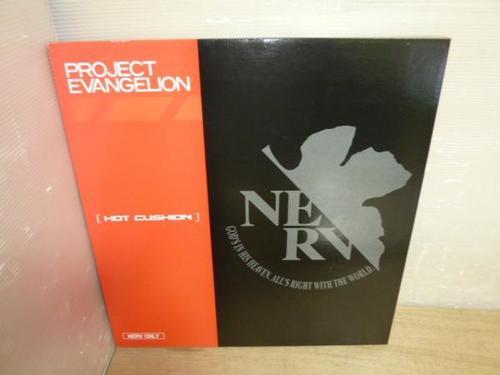 PROJECT
EVANGELION
[ HOT CUSHION ]
NERV ONLY
NERV
GOD'S IN HIS HEAVEN. ALL'S RIGHT WITH THE WORLD.